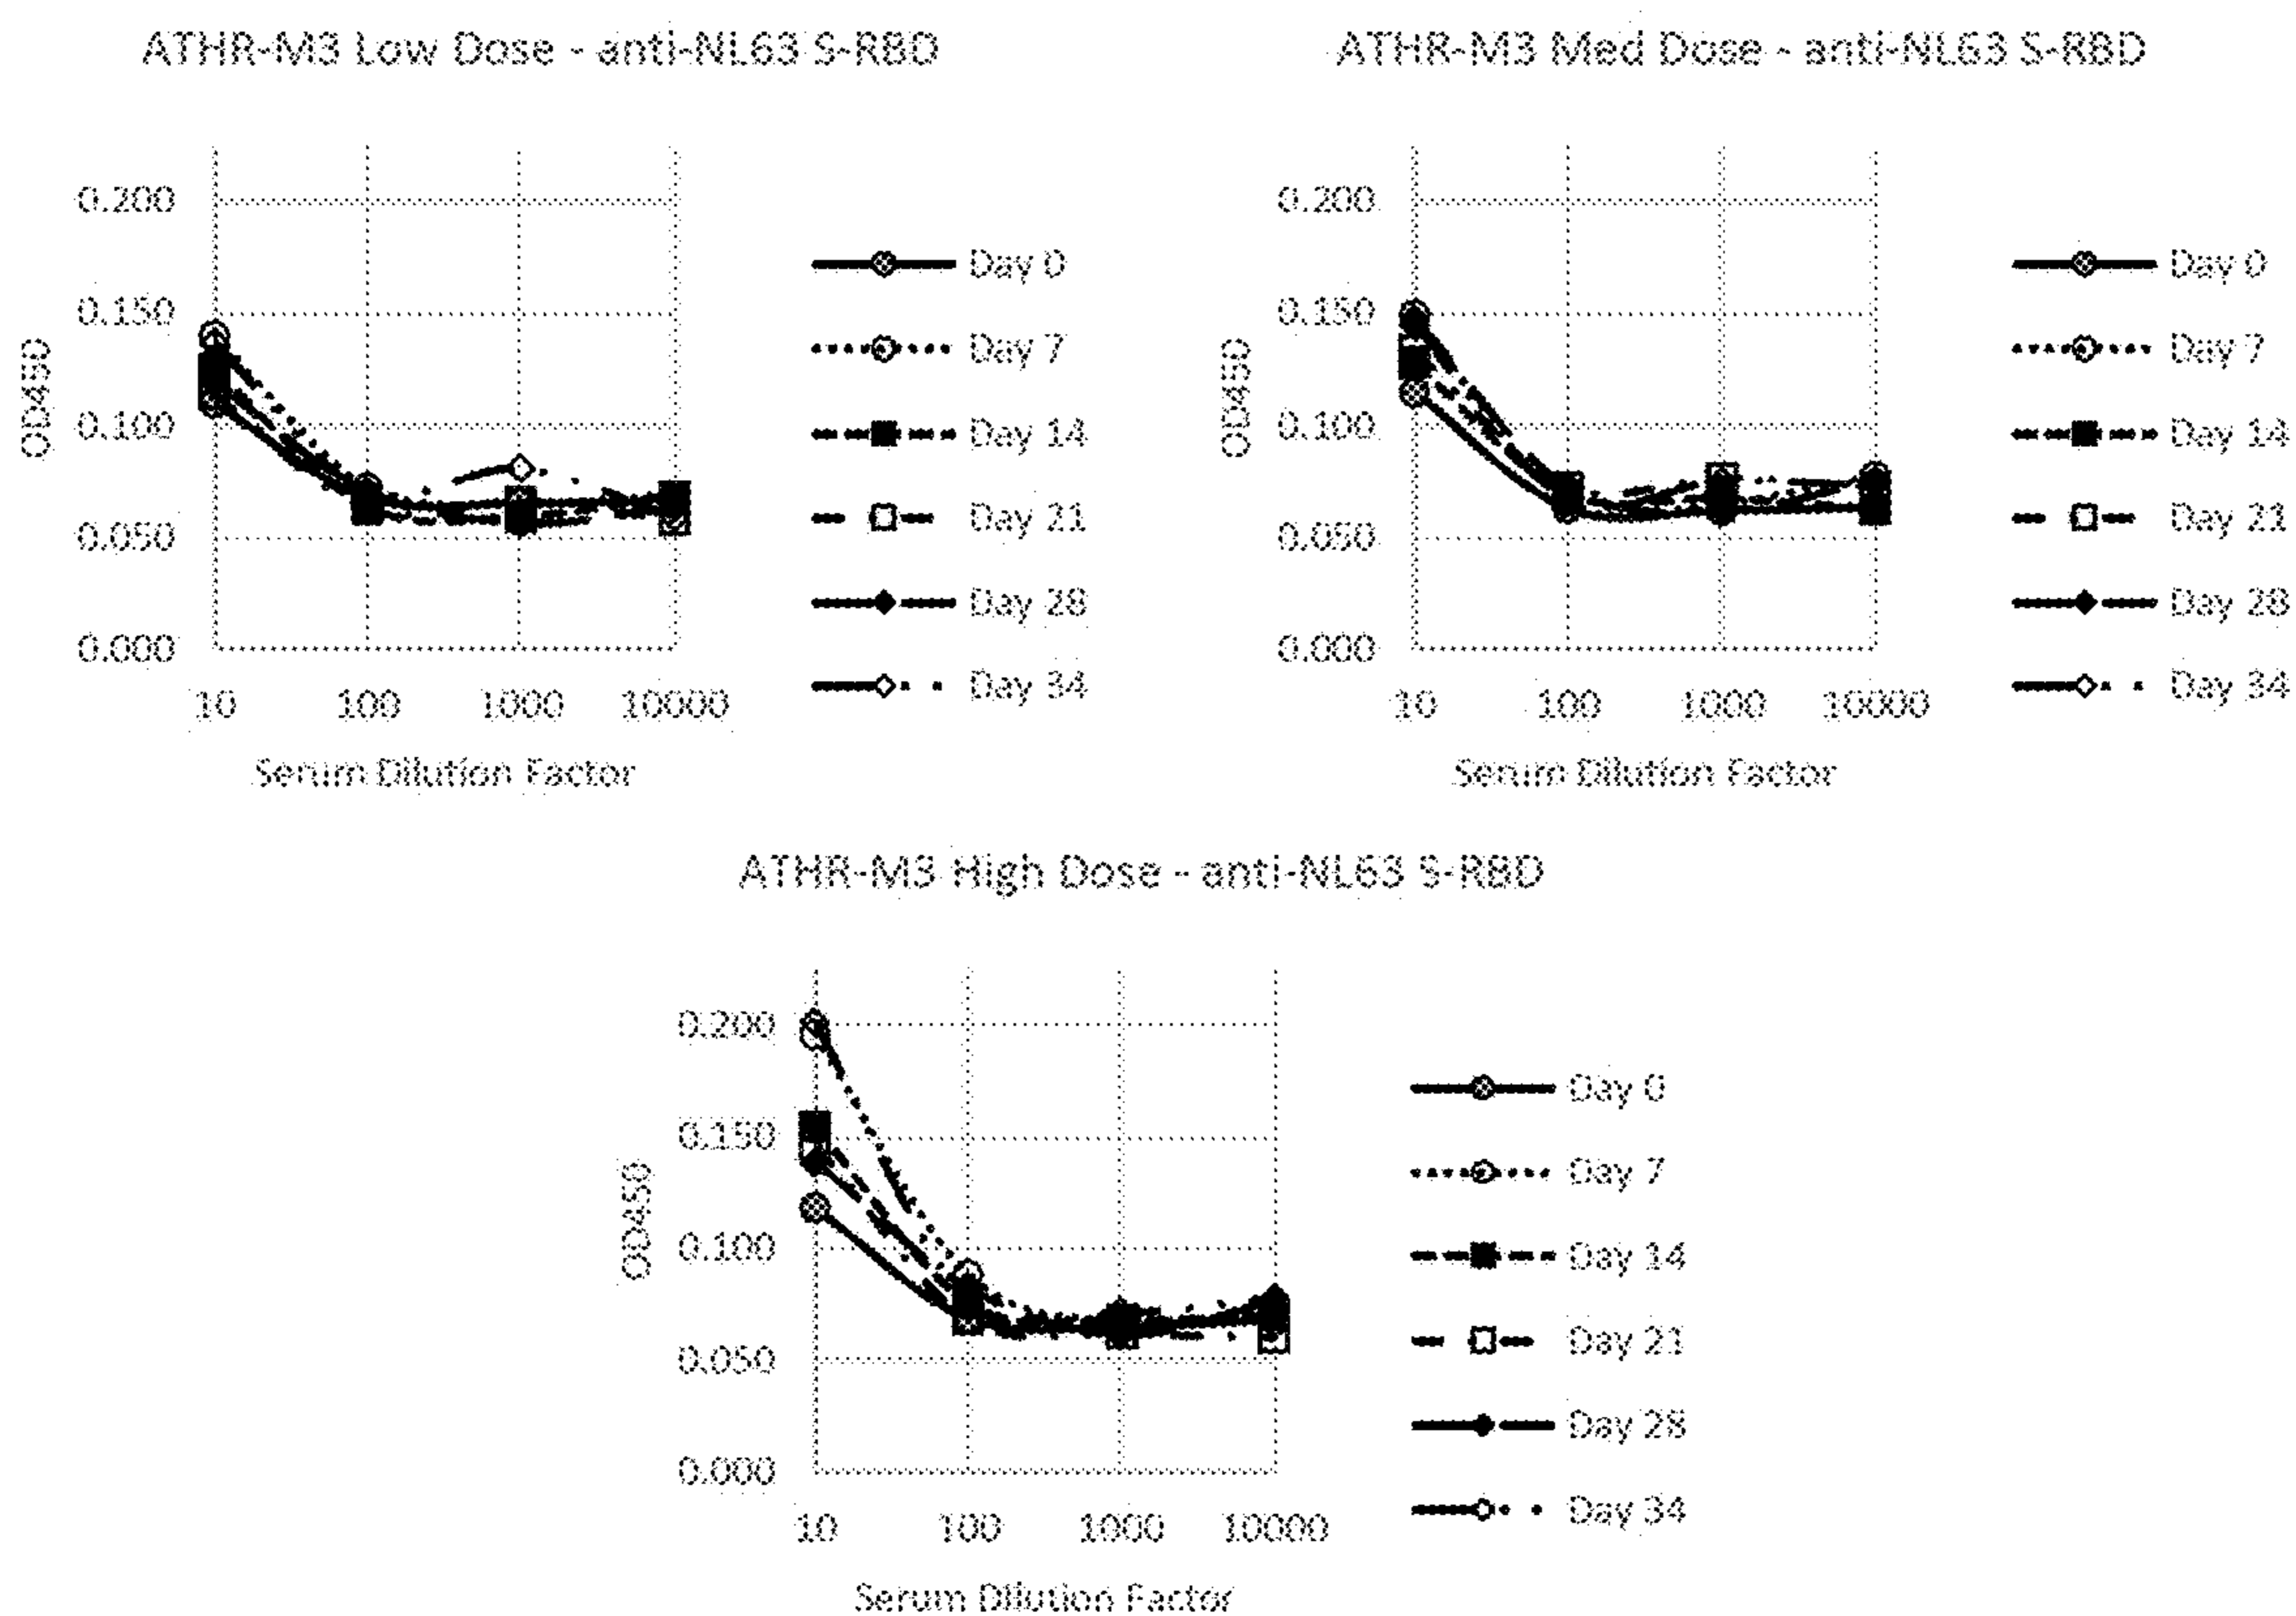 ATHR-M3 Low Dose - anti-NL63 S-RBD
0.200
0.150
0.100
0.050
0.000
OD450
10 100 1000 10000
Serum Dilution Factor
Day 0
Day 7
Day 14
Day 21
Day 28
Day 34
ATHR-M3 Med Dose - anti-NL63 S-RBD
0.200
0.150
0.100
0.050
0.000
OD450
10 100 1000 10000
Serum Dilution Factor
Day 0
Day 7
Day 14
Day 21
Day 28
Day 34
ATHR-M3 High Dose - anti-NL63 S-RBD
0.200
0.150
0.100
0.050
0.000
OD450
10 100 1000 10000
Serum Dilution Factor
Day 0
Day 7
Day 14
Day 21
Day 28
Day 34